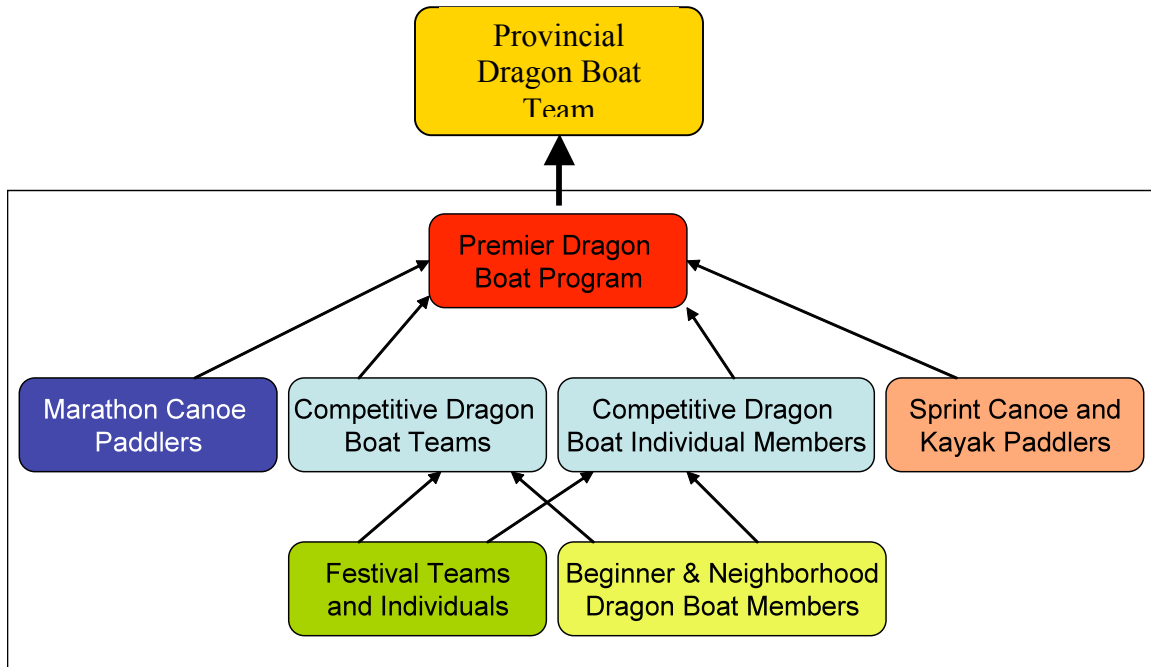 Provincial
Dragon Boat
Team
Premier Dragon
Boat Program
Marathon Canoe
Paddlers
Competitive Dragon
Boat Teams
Competitive Dragon
Boat Individual Members
Sprint Canoe and
Kayak Paddlers
Festival Teams
and Individuals
Beginner & Neighborhood
Dragon Boat Members